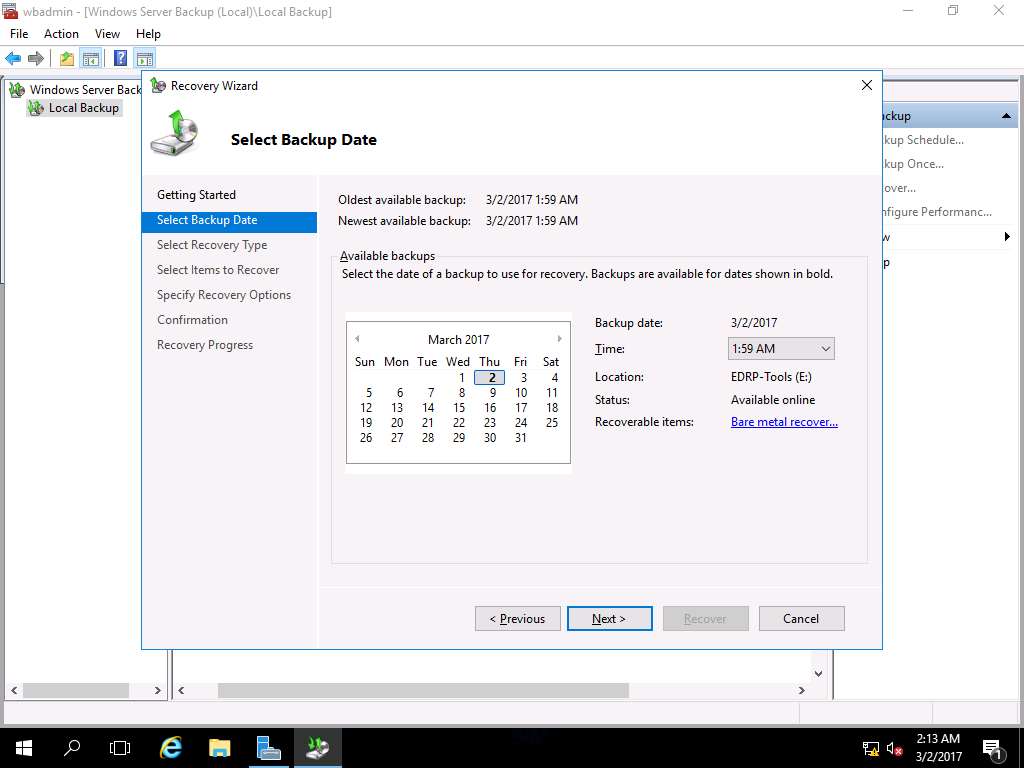 wbadmin - [Windows Server Backup (Local)\Local Backup]
File Action View Help
Windows Server Back
Local Backup
Recovery Wizard
Select Backup Date
Getting Started
Select Backup Date
Select Recovery Type
Select Items to Recover
Specify Recovery Options
Confirmation
Recovery Progress
Oldest available backup: 3/2/2017 1:59 AM
Newest available backup: 3/2/2017 1:59 AM
Available backups
Select the date of a backup to use for recovery. Backups are available for dates shown in bold.
March 2017
Sun Mon Tue Wed Thu Fri Sat
1 2 3 4
5 6 7 8 9 10 11
12 13 14 15 16 17 18
19 20 21 22 23 24 25
26 27 28 29 30 31
Backup date: 3/2/2017
Time: 1:59 AM
Location: EDRP-Tools (E:)
Status: Available online
Recoverable items: Bare metal recover...
< Previous Next > Recover Cancel
ckup
kup Schedule...
kup Once...
over...
nfigure Performanc...
w
p
2:13 AM
3/2/2017
1